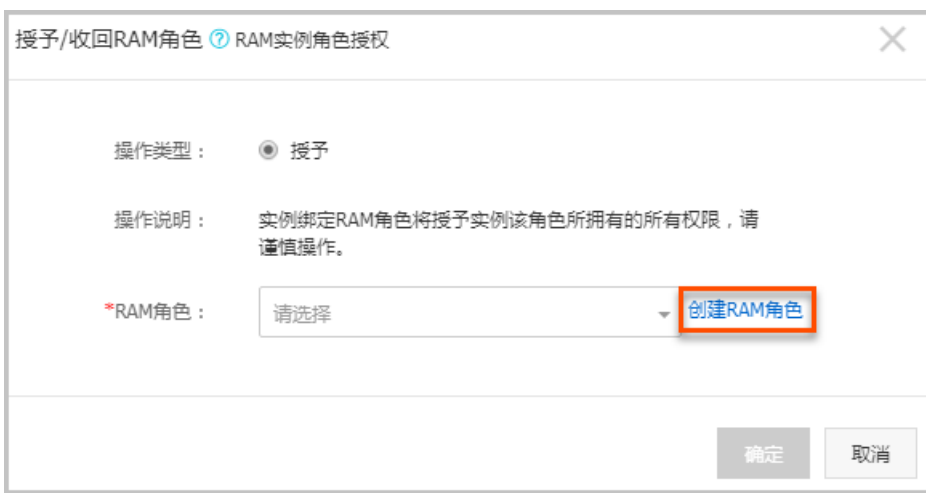 授予/收回RAM角色 ? RAM实例角色授权
操作类型： 授予
操作说明： 实例绑定RAM角色将授予实例该角色所拥有的所有权限，请
谨慎操作。
*RAM角色： 请选择 创建RAM角色
确定 取消